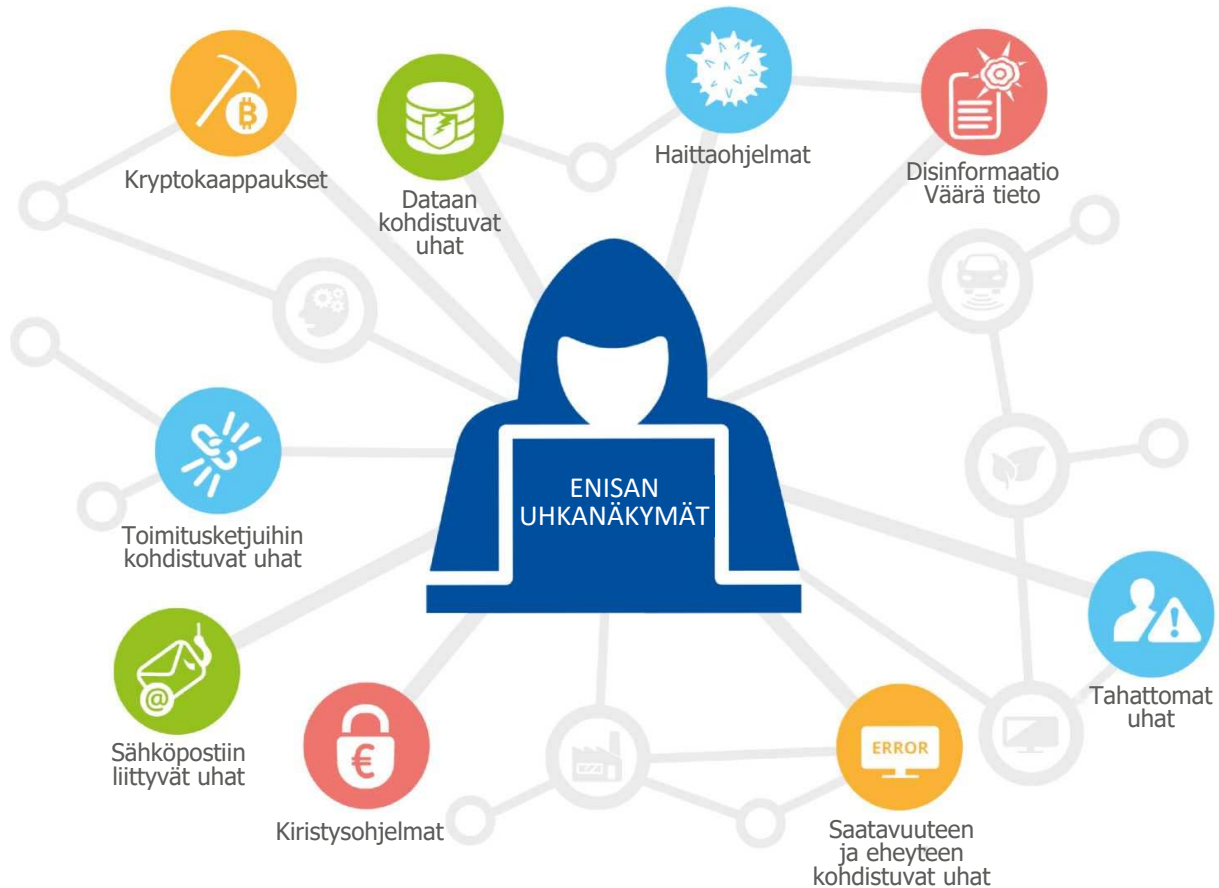 Kryptokaappaukset
Dataan
kohdistuvat
uhat
Haittaohjelmat
Disinformaatio
Väärä tieto
ENISAN
UHKANÄKYMÄT
Toimitusketjuihin
kohdistuvat uhat
Sähköpostiin
liittyvät uhat
€
Kiristysohjelmat
ERROR
Saatavuuteen
ja eheyteen
kohdistuvat uhat
Tahattomat
uhat
@